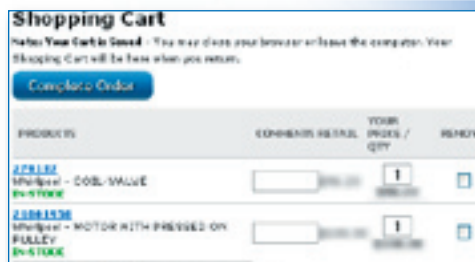 Shopping Cart
Note: Your Cart is Saved - You may close your browser or leave the computer. Your
Shopping Cart will be here when you return.
Complete Order
PRODUCTS COMMENTS RETAIL YOUR PRICE / QTY REMOVE
Whirlpool - COIL-VALVE 1
IN-STOCK
Whirlpool - MOTOR WITH PRESSED ON 1
PULLEY
IN-STOCK